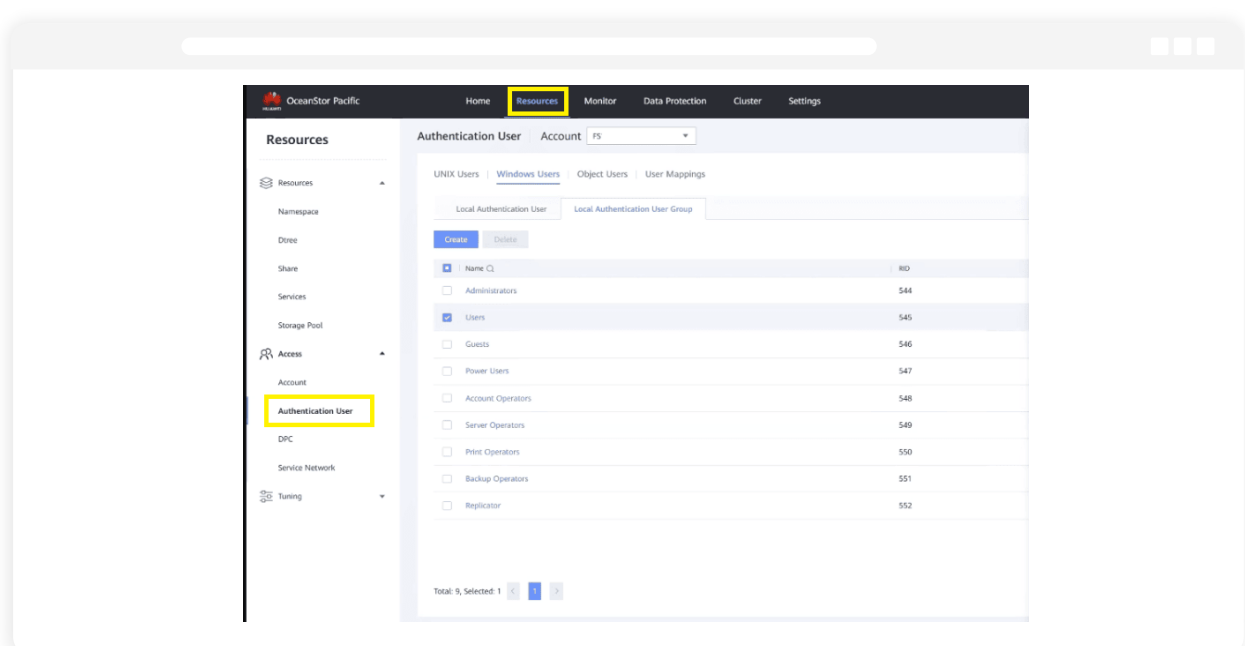 HUAWEI OceanStor Pacific Home Resources Monitor Data Protection Cluster Settings
Resources
Resources
Namespace
Dtree
Share
Services
Storage Pool
Access
Account
Authentication User
DPC
Service Network
Tuning
Authentication User Account FS
UNIX Users | Windows Users | Object Users | User Mappings
Local Authentication User Local Authentication User Group
Create Delete
Name RID
Administrators 544
Users 545
Guests 546
Power Users 547
Account Operators 548
Server Operators 549
Print Operators 550
Backup Operators 551
Replicator 552
Total: 9, Selected: 1 < 1 >